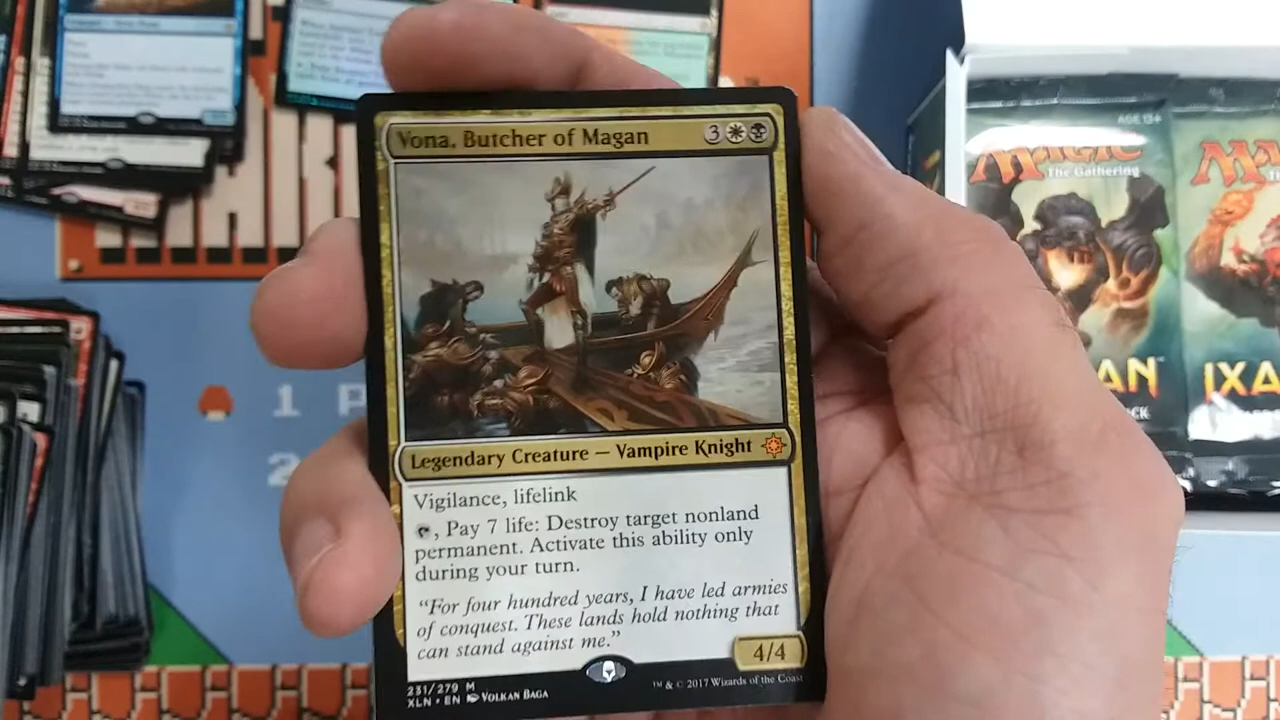 Vona, Butcher of Magan
3
Legendary Creature — Vampire Knight
Vigilance, lifelink
, Pay 7 life: Destroy target nonland
permanent. Activate this ability only
during your turn.
“For four hundred years, I have led armies
of conquest. These lands hold nothing that
can stand against me.”
4/4
231/279 M
XLN • EN VOLKAN BAGA
™ & © 2017 Wizards of the Coast
AGE 13+
MAGIC
The Gathering
IXA
1 P
2